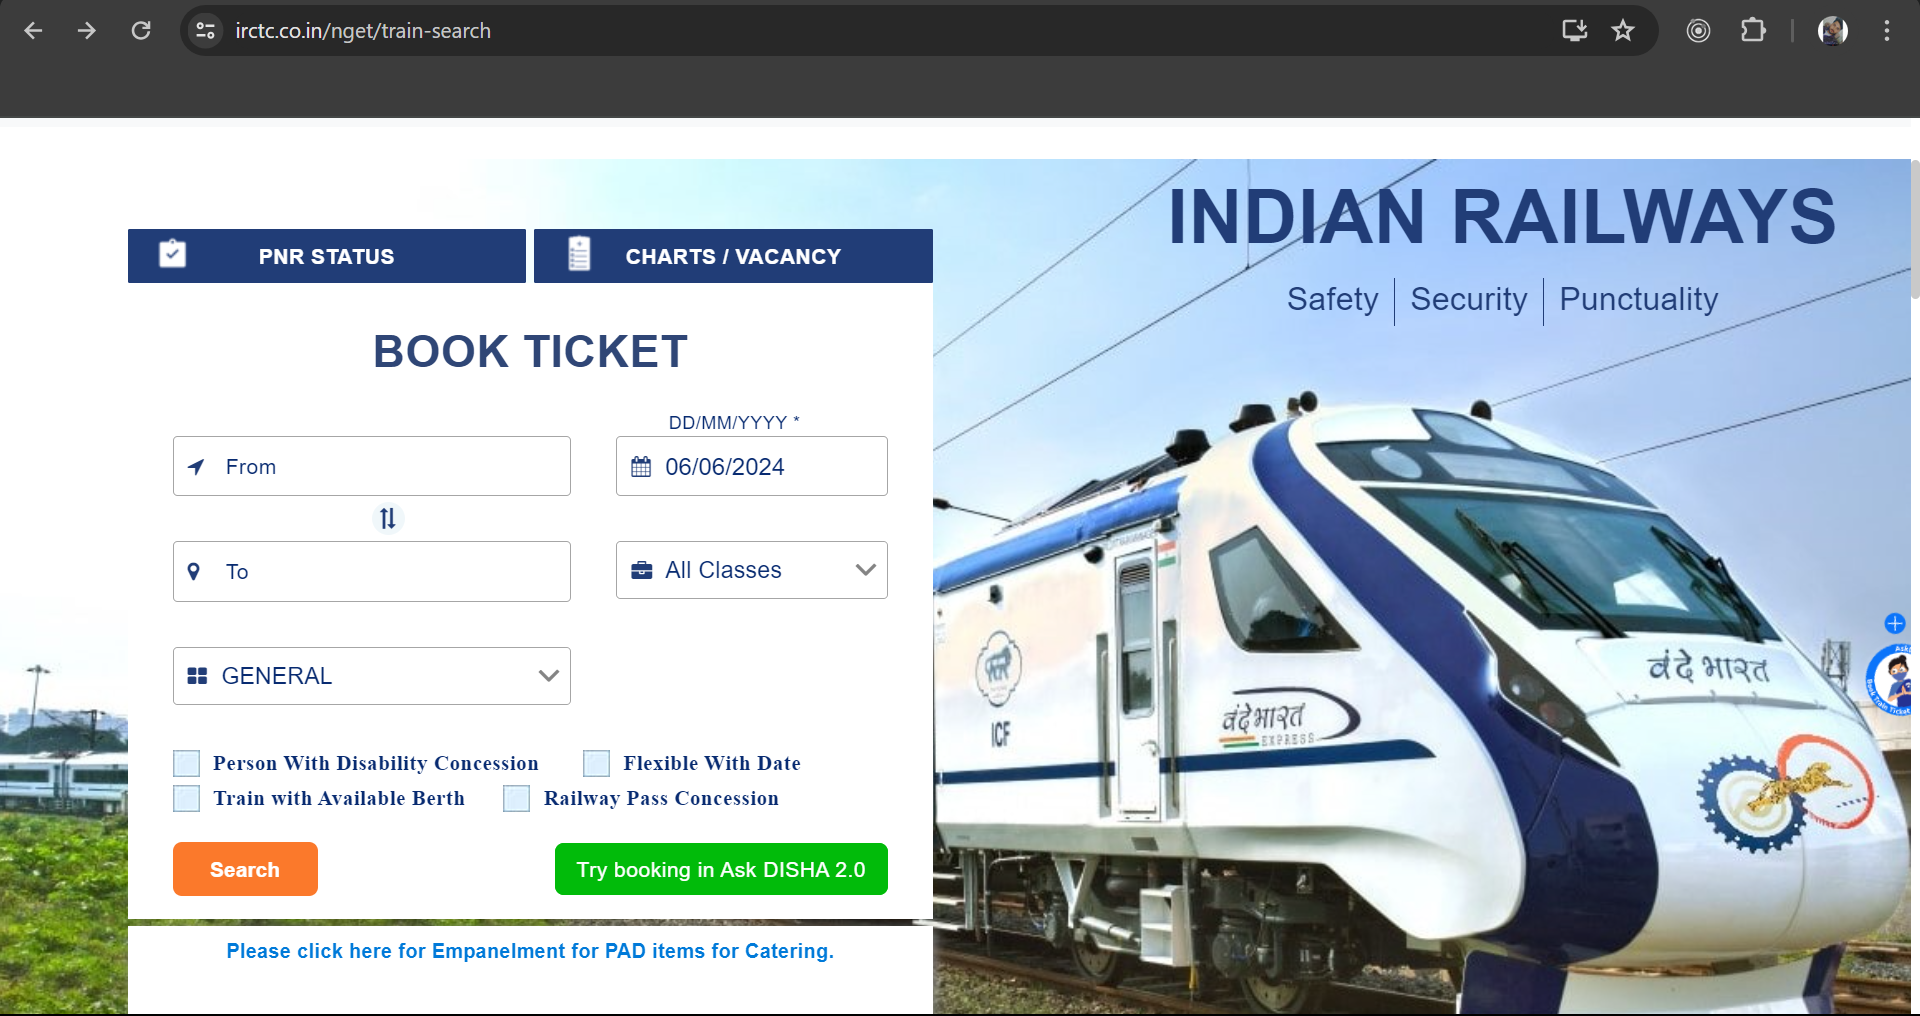 irctc.co.in/nget/train-search
INDIAN RAILWAYS
Safety | Security | Punctuality
PNR STATUS
CHARTS / VACANCY
BOOK TICKET
DD/MM/YYYY *
From
06/06/2024
To
All Classes
GENERAL
Person With Disability Concession
Flexible With Date
Train with Available Berth
Railway Pass Concession
Search
Try booking in Ask DISHA 2.0
Please click here for Empanelment for PAD items for Catering.
वंदे भारत
वंदे भारत
EXPRESS
ICF
Book Train Ticket